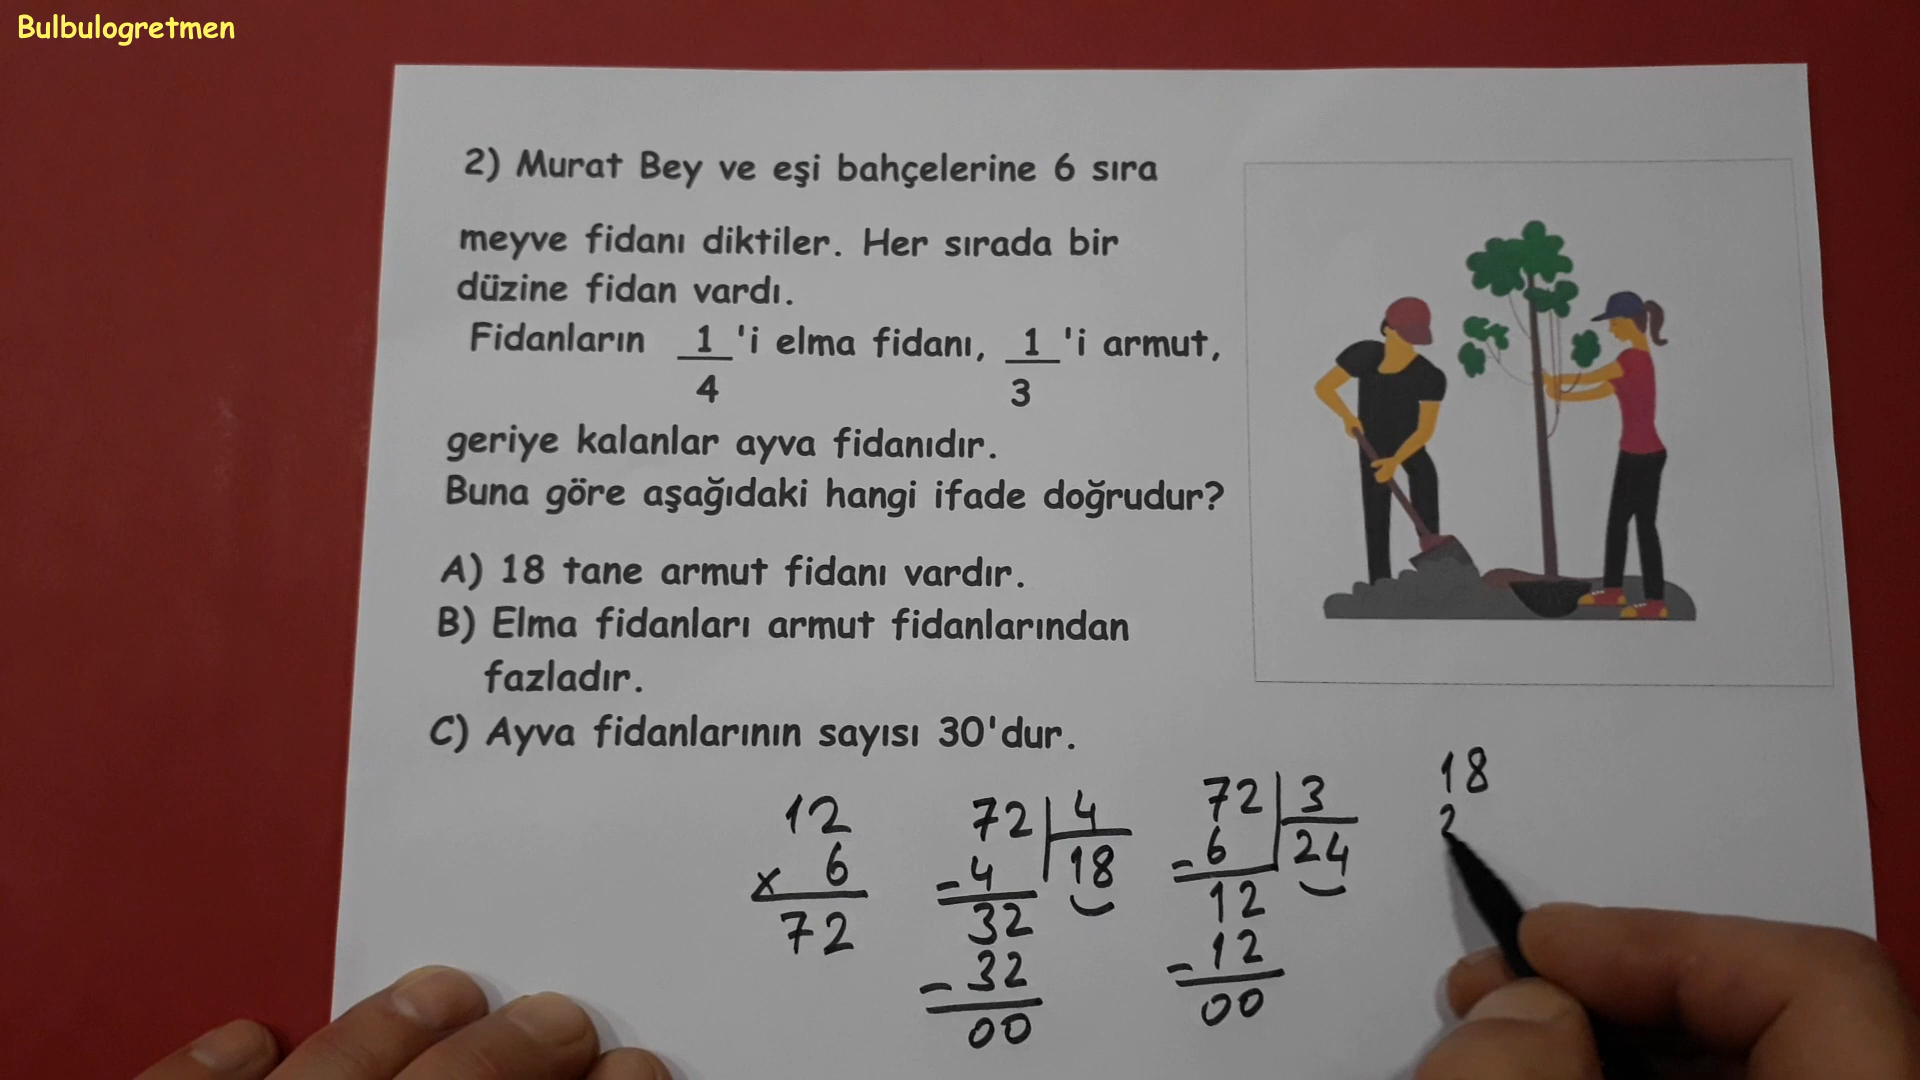 Bulbulogretmen
2) Murat Bey ve eşi bahçelerine 6 sıra
meyve fidanı diktiler. Her sırada bir
düzine fidan vardı.
Fidanların 1/4 'i elma fidanı, 1/3 'i armut,
geriye kalanlar ayva fidanıdır.
Buna göre aşağıdaki hangi ifade doğrudur?
A) 18 tane armut fidanı vardır.
B) Elma fidanları armut fidanlarından
fazladır.
C) Ayva fidanlarının sayısı 30'dur.
12
x 6
72
72 | 4
- 4 18
32
- 32
00
72 | 3
- 6 24
12
- 12
00
18
2